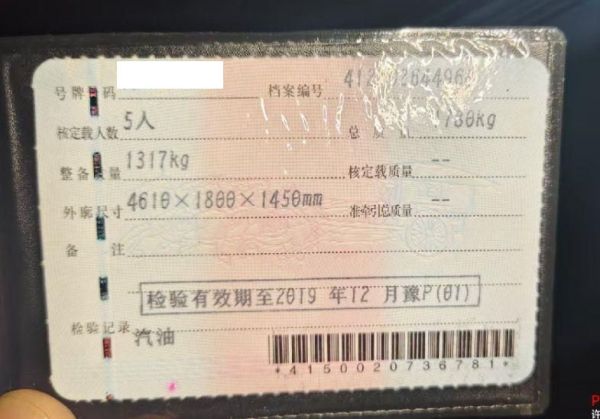 号牌号码 档案编号
核定载人数 5人 总质量 1730kg
整备质量 1317kg 核定载质量 --
外廓尺寸 4610×1800×1450mm 准牵引总质量 --
备注
检验有效期至2019 年12 月豫P(01)
检验记录 汽油
*4150020736781*